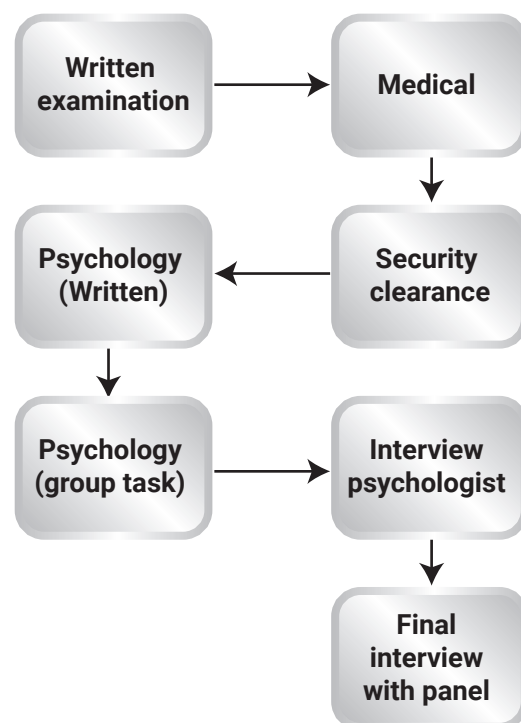 Written
examination
Medical
Security
clearance
Psychology
(Written)
Psychology
(group task)
Interview
psychologist
Final
interview
with panel